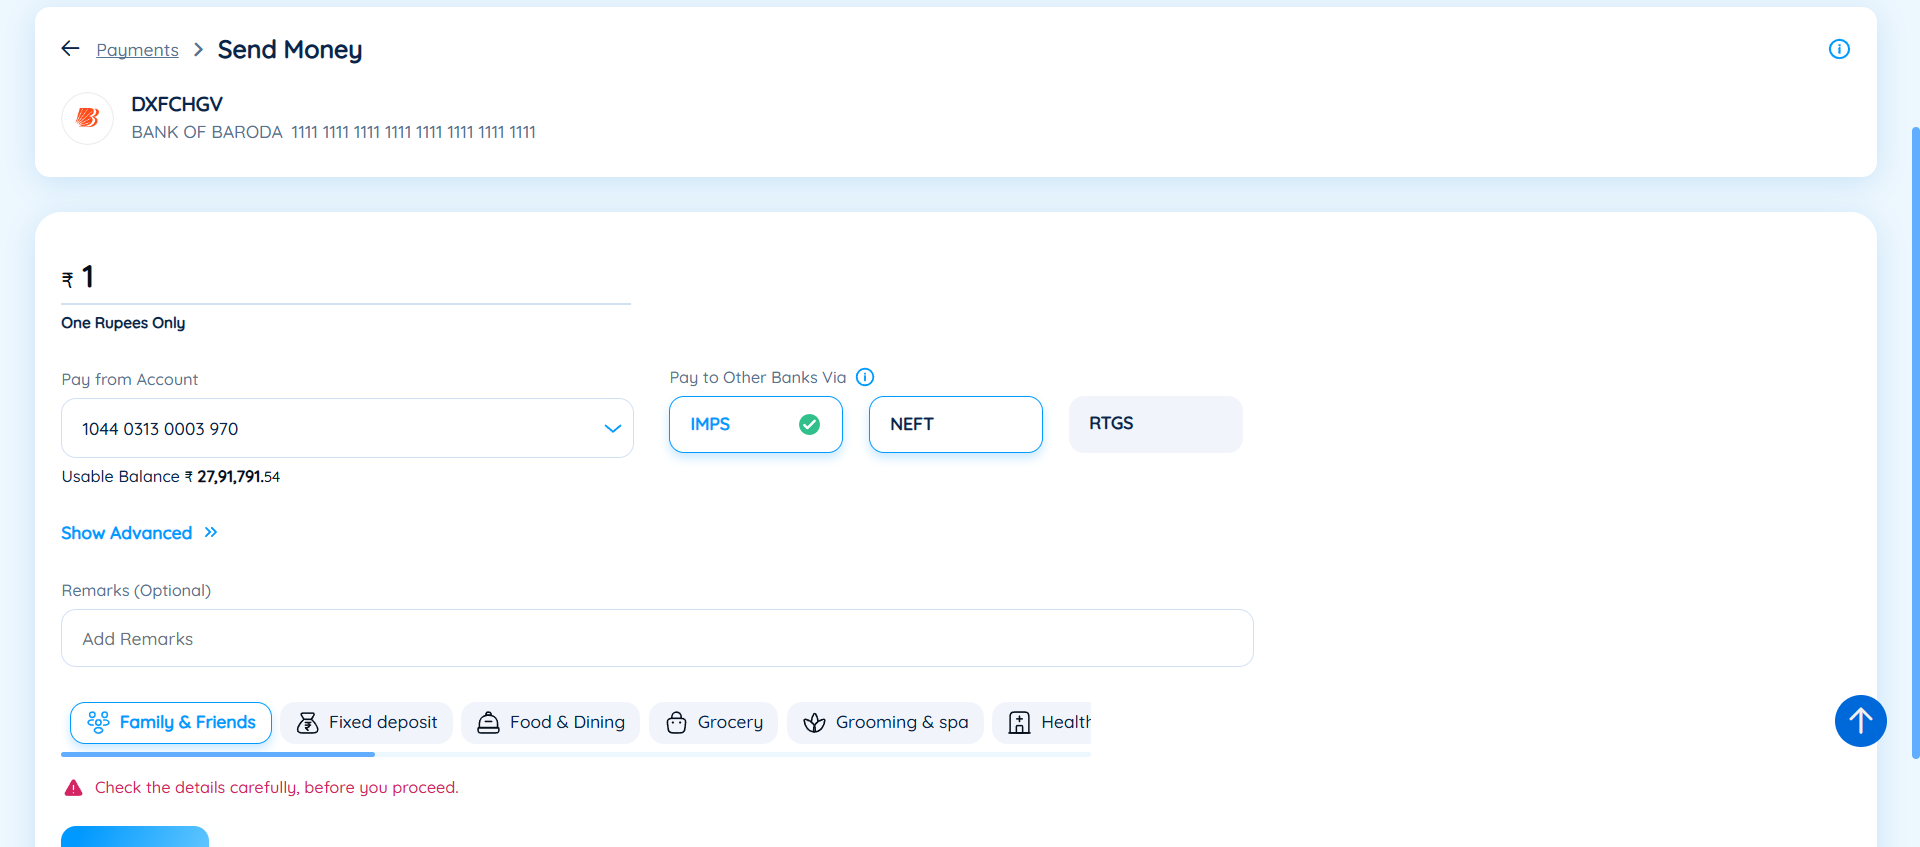 Payments > Send Money
DXFCHGV
BANK OF BARODA 1111 1111 1111 1111 1111 1111 1111 1111
₹ 1
One Rupees Only
Pay from Account
1044 0313 0003 970
Usable Balance ₹ 27,91,791.54
Pay to Other Banks Via
IMPS
NEFT
RTGS
Show Advanced
Remarks (Optional)
Add Remarks
Family & Friends
Fixed deposit
Food & Dining
Grocery
Grooming & spa
Health
Check the details carefully, before you proceed.